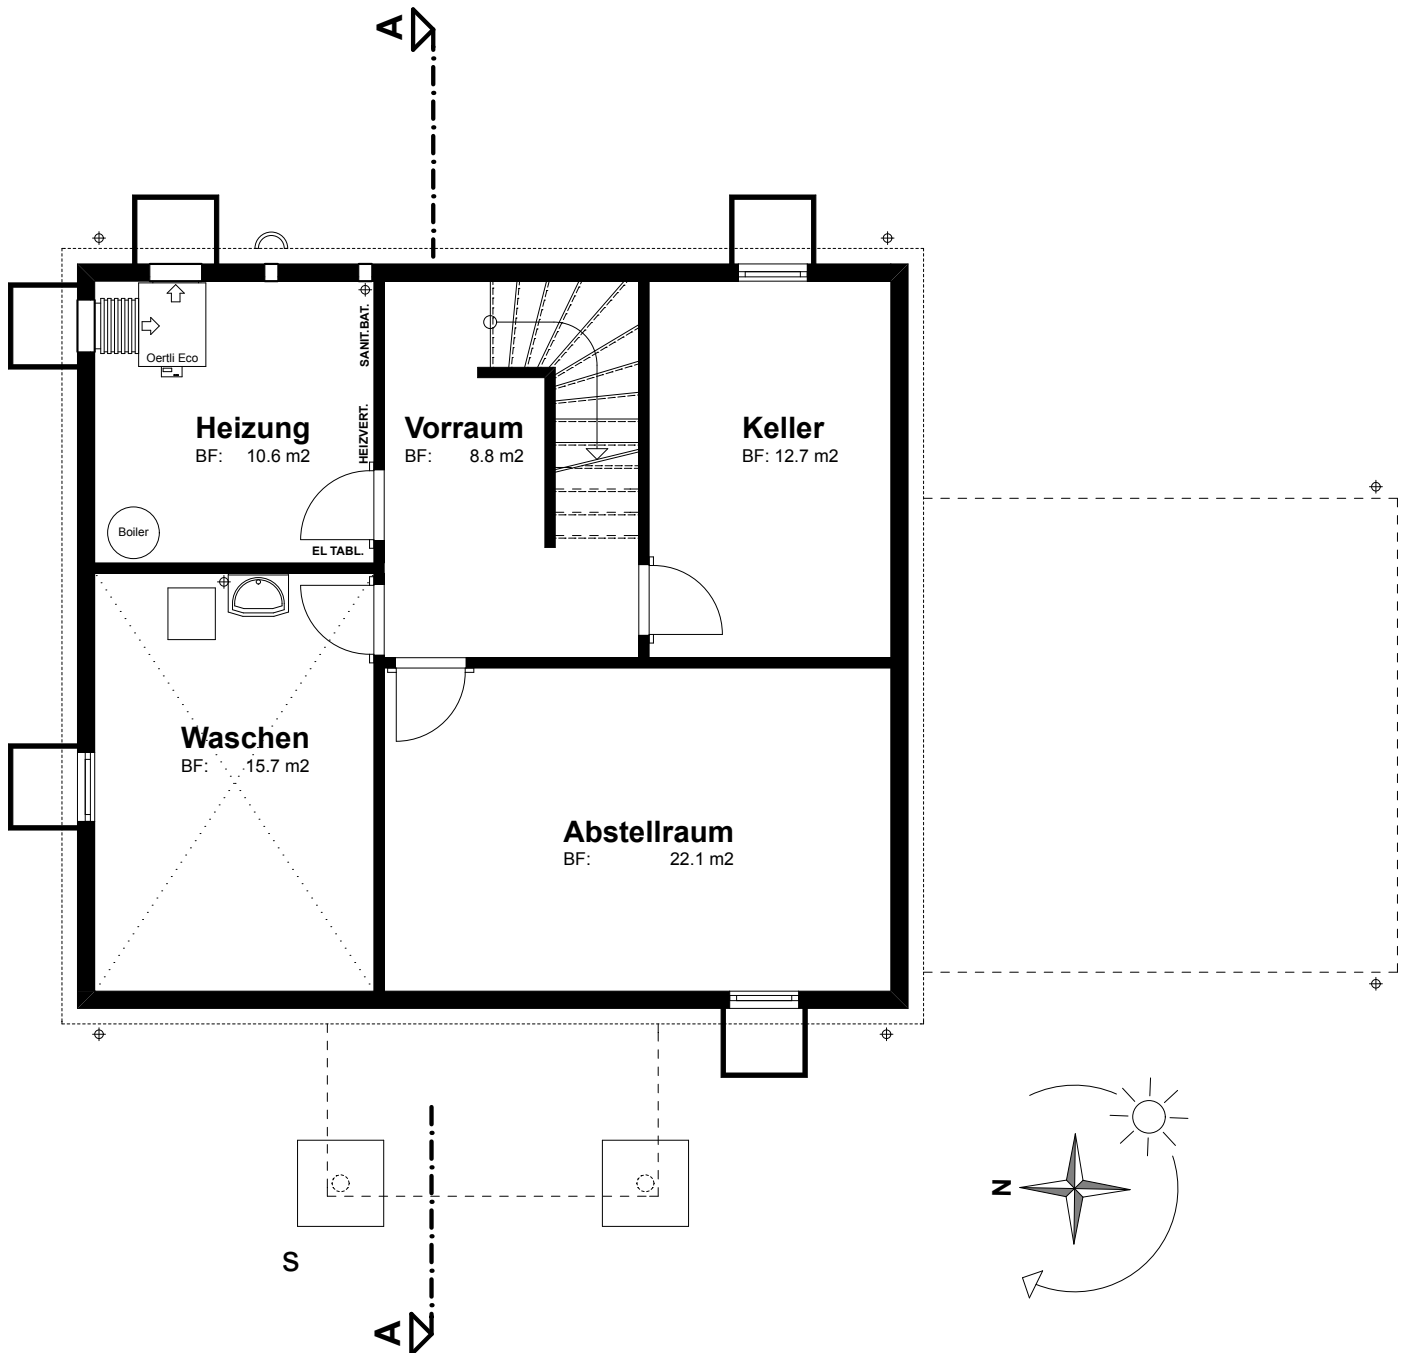 A
Oertli Eco
SANIT.BAT.
HEIZVERT.
Heizung
BF: 10.6 m2
Vorraum
BF: 8.8 m2
Keller
BF: 12.7 m2
Boiler
EL TABL.
Waschen
BF: 15.7 m2
Abstellraum
BF: 22.1 m2
N
S
A